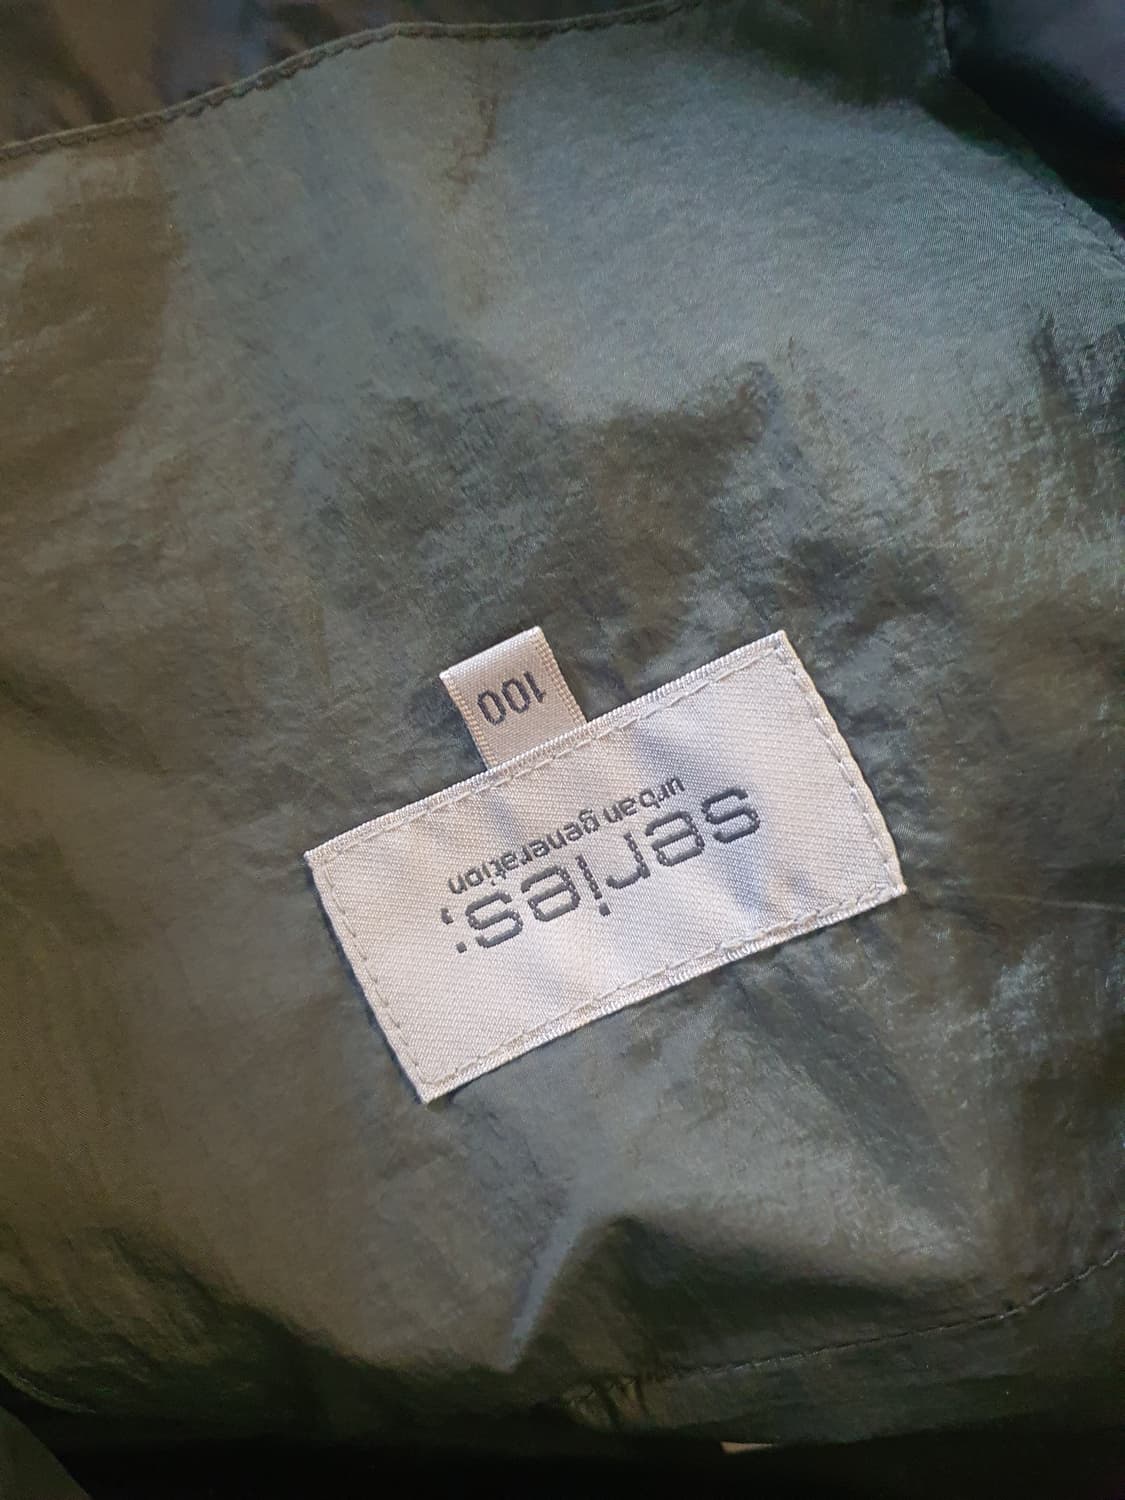 series;
urban generation
100